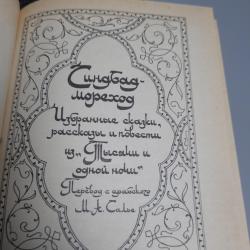 Синдбад-
мореход
Избранные сказки,
рассказы и повести
из „Тысячи и
одной ночи"
Перевод с арабского
М. А. Салье